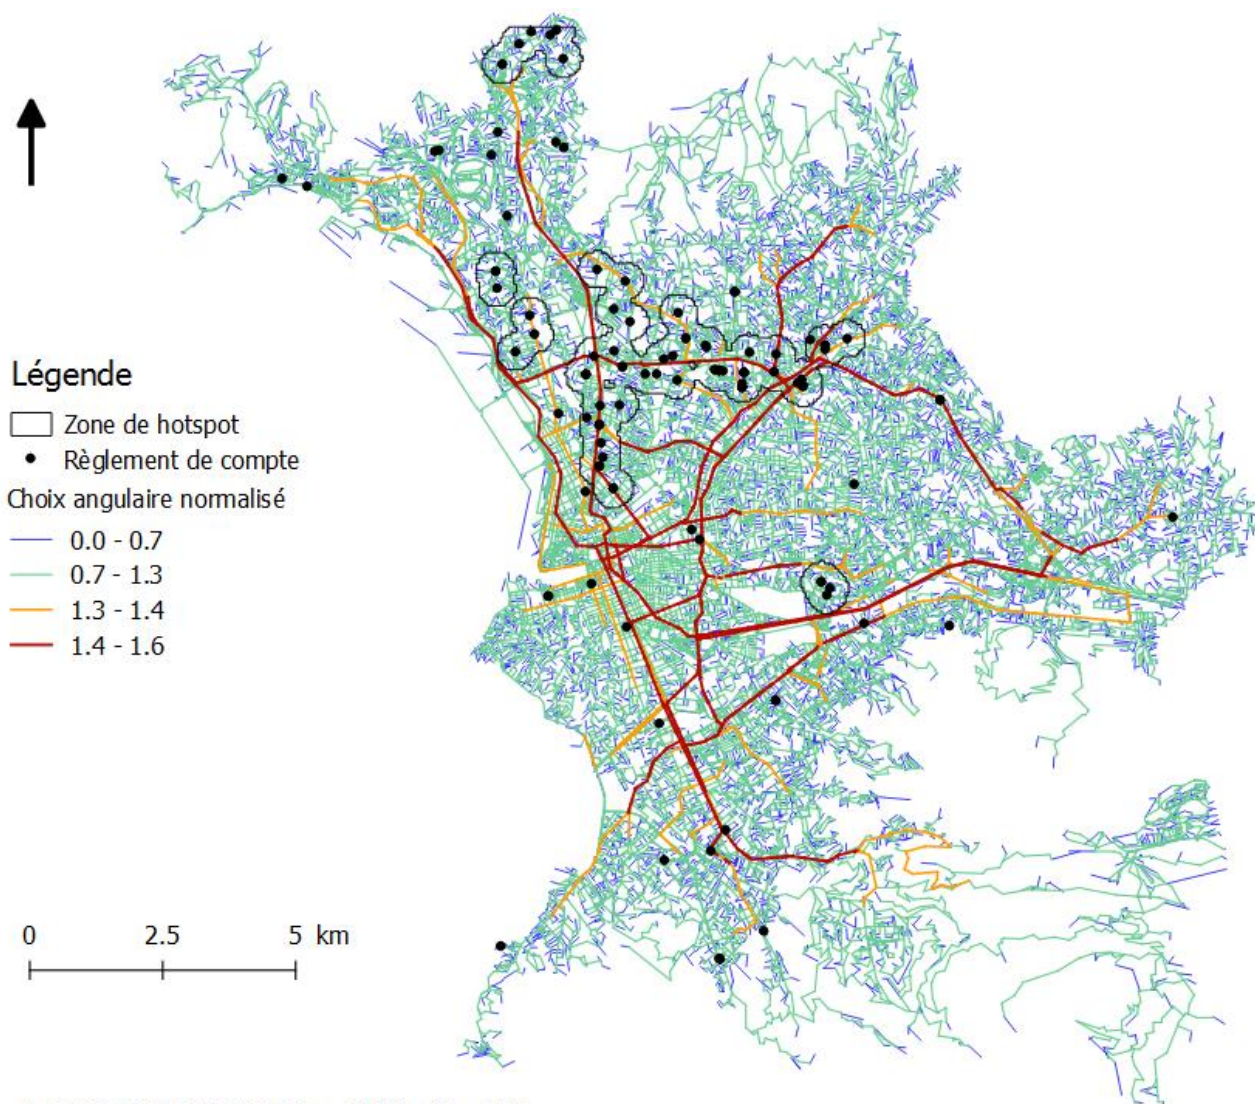 Légende
Zone de hotspot
Règlement de compte
Choix angulaire normalisé
0.0 - 0.7
0.7 - 1.3
1.3 - 1.4
1.4 - 1.6
0 2.5 5 km